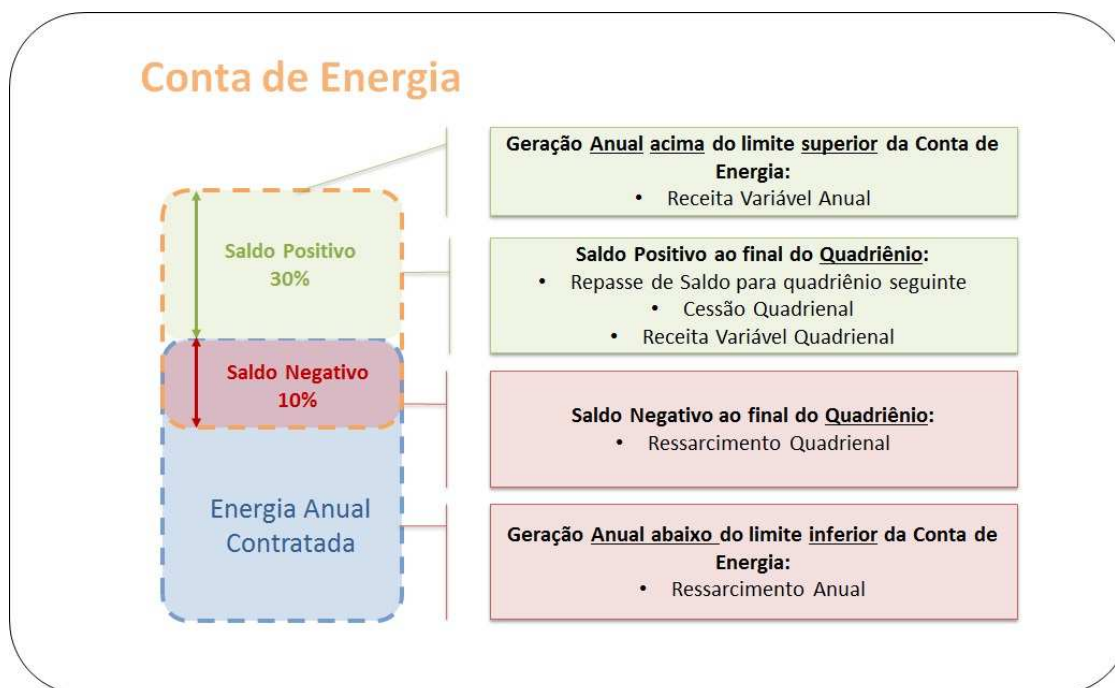 Conta de Energia
Saldo Positivo
30%
Saldo Negativo
10%
Energia Anual
Contratada
Geração Anual acima do limite superior da Conta de
Energia:
• Receita Variável Anual
Saldo Positivo ao final do Quadriênio:
• Repasse de Saldo para quadriênio seguinte
• Cessão Quadrienal
• Receita Variável Quadrienal
Saldo Negativo ao final do Quadriênio:
• Ressarcimento Quadrienal
Geração Anual abaixo do limite inferior da Conta de
Energia:
• Ressarcimento Anual